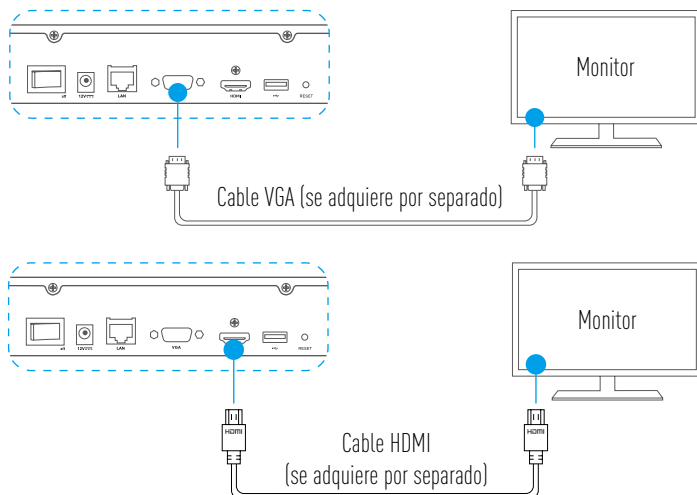 Monitor
12V
LAN
HDMI
RESET
Cable VGA (se adquiere por separado)
Monitor
12V
LAN
VGA
RESET
HDMI
HDMI
Cable HDMI
(se adquiere por separado)